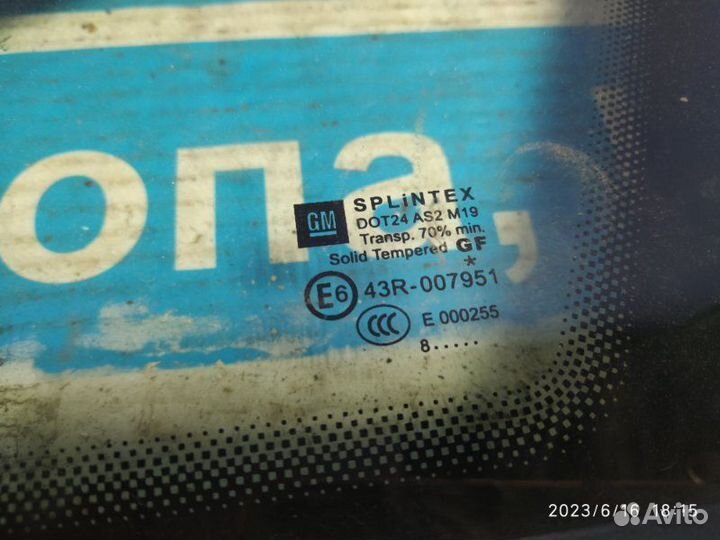 опа,
SPLiNTEX
GM
DOT24 AS2 M19
Transp. 70% min.
Solid Tempered GF
*
E6 43R-007951
CCC E 000255
8.....
2023/6/16 18:15
Avito